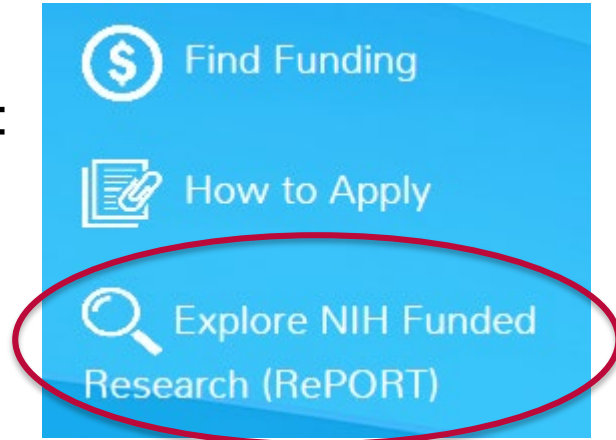 Find Funding
How to Apply
Explore NIH Funded
Research (RePORT)